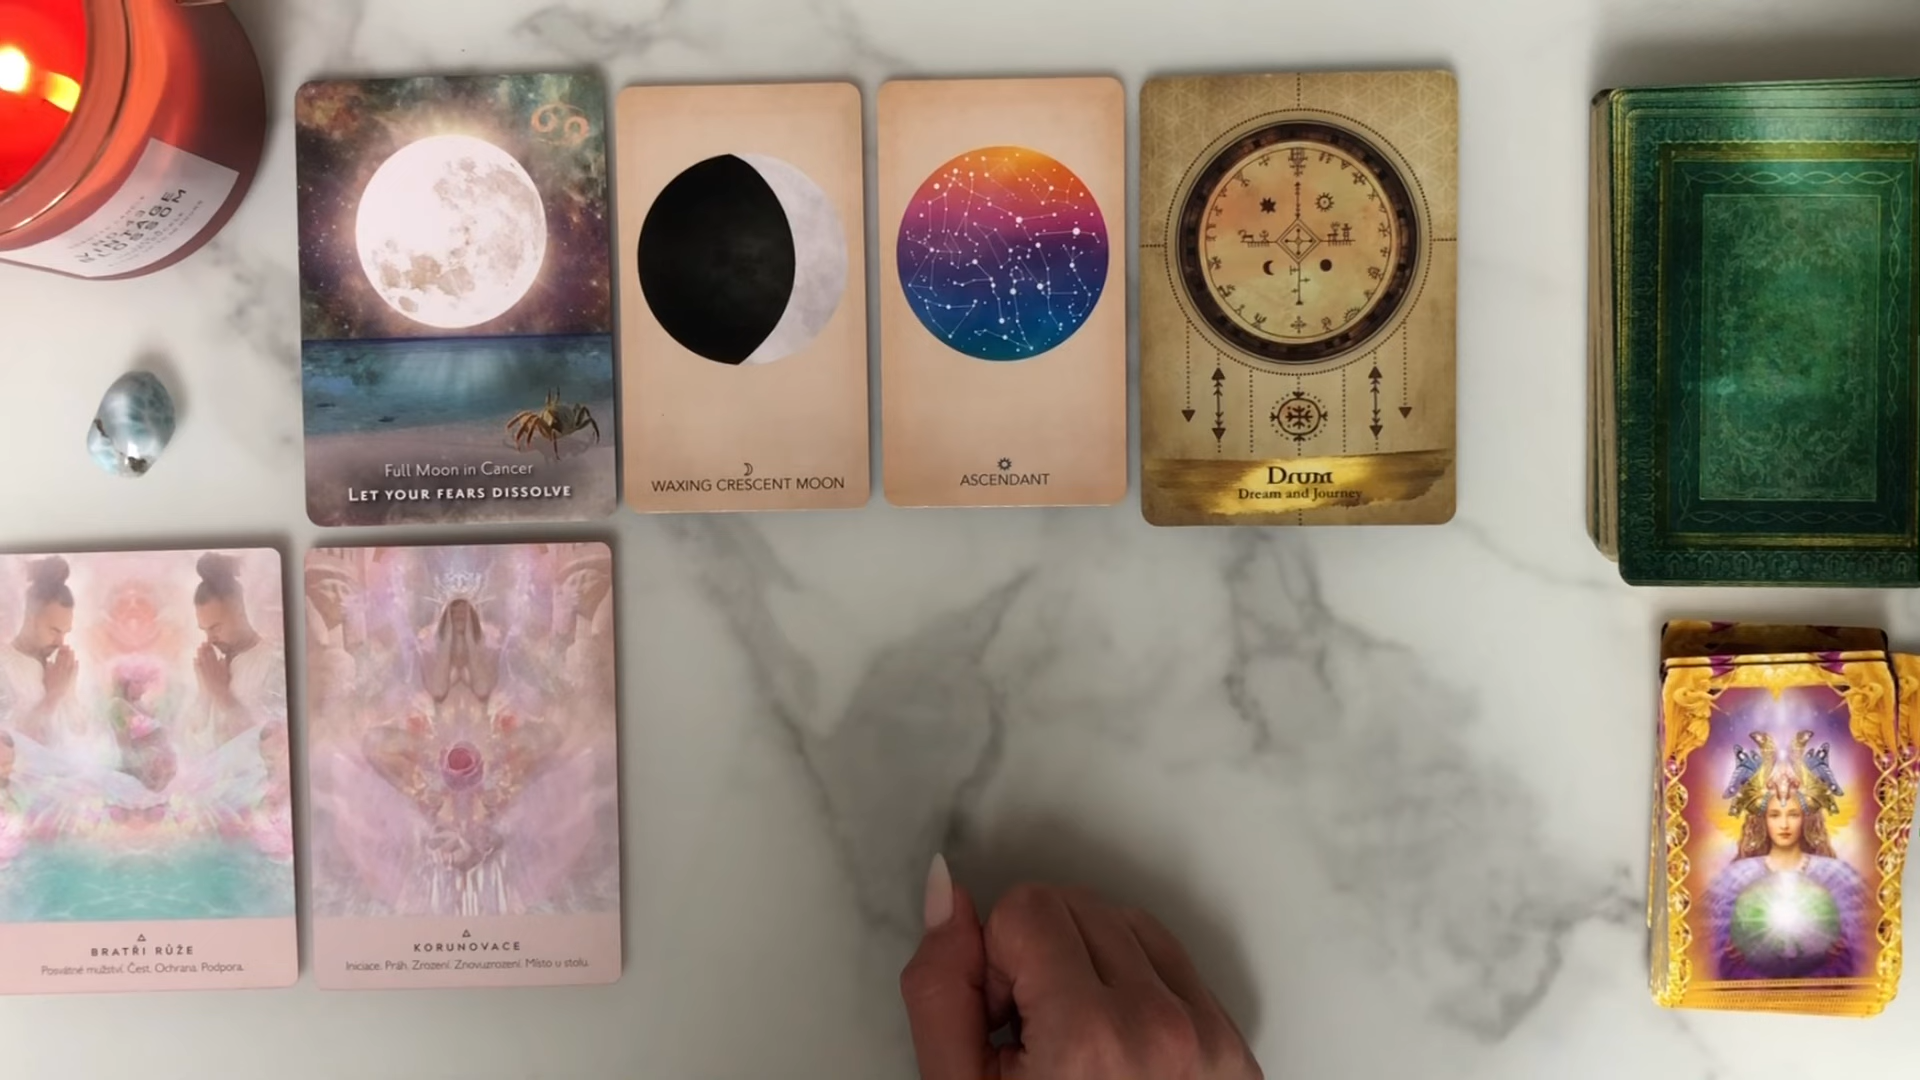 Full Moon in Cancer
LET YOUR FEARS DISSOLVE
WAXING CRESCENT MOON
ASCENDANT
Drum
Dream and Journey
BRATŘI RŮŽE
Posvátné mužství. Čest. Ochrana. Podpora.
KORUNOVACE
Iniciace. Práh. Zrození. Znovuzrození. Místo u stolu.